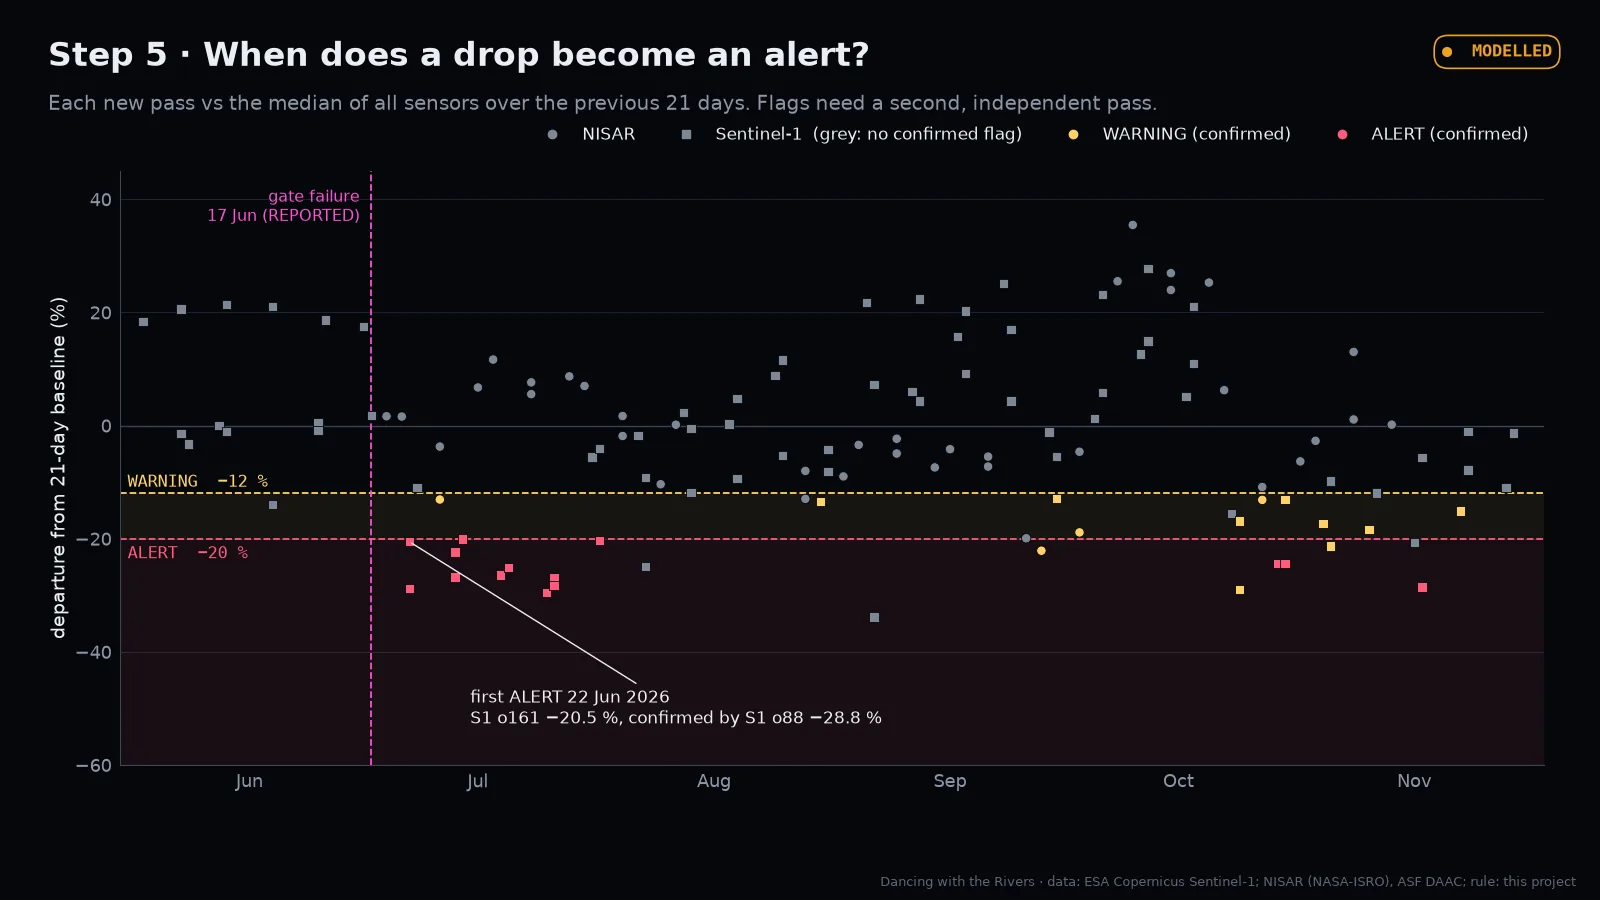 Step 5 · When does a drop become an alert?
MODELLED
Each new pass vs the median of all sensors over the previous 21 days. Flags need a second, independent pass.
NISAR
Sentinel-1 (grey: no confirmed flag)
WARNING (confirmed)
ALERT (confirmed)
gate failure
17 Jun (REPORTED)
departure from 21-day baseline (%)
40
20
0
−20
−40
−60
WARNING −12 %
ALERT −20 %
first ALERT 22 Jun 2026
S1 o161 −20.5 %, confirmed by S1 o88 −28.8 %
Jun
Jul
Aug
Sep
Oct
Nov
Dancing with the Rivers · data: ESA Copernicus Sentinel-1; NISAR (NASA-ISRO), ASF DAAC; rule: this project